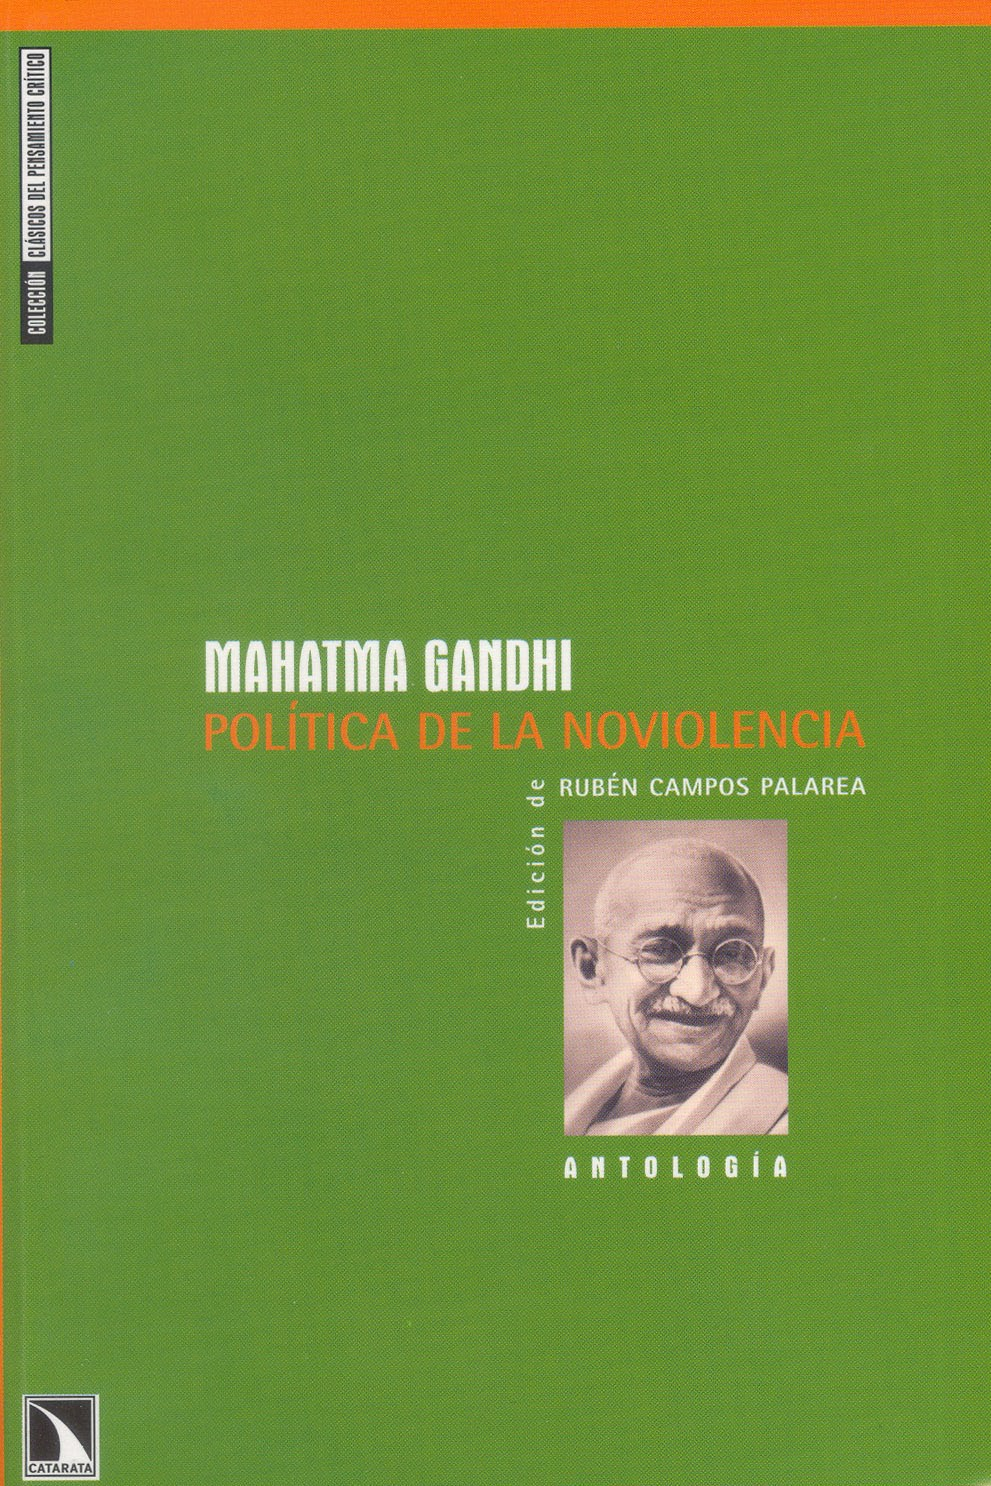 COLECCIÓN CLÁSICOS DEL PENSAMIENTO CRÍTICO
MAHATMA GANDHI
POLÍTICA DE LA NOVIOLENCIA
Edición de RUBÉN CAMPOS PALAREA
ANTOLOGÍA
CATARATA